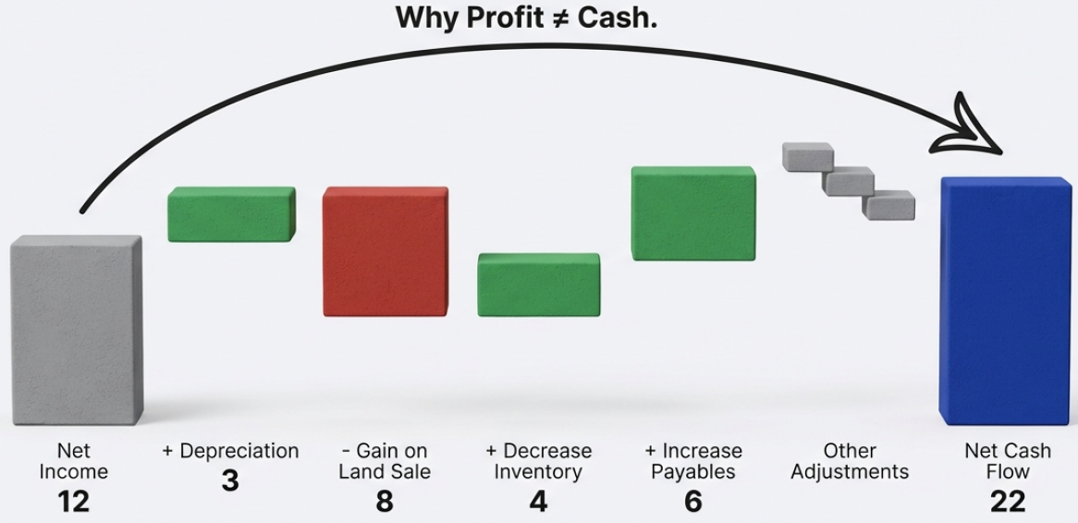 Why Profit ≠ Cash.
Net
Income
12
+ Depreciation
3
- Gain on
Land Sale
8
+ Decrease
Inventory
4
+ Increase
Payables
6
Other
Adjustments
Net Cash
Flow
22